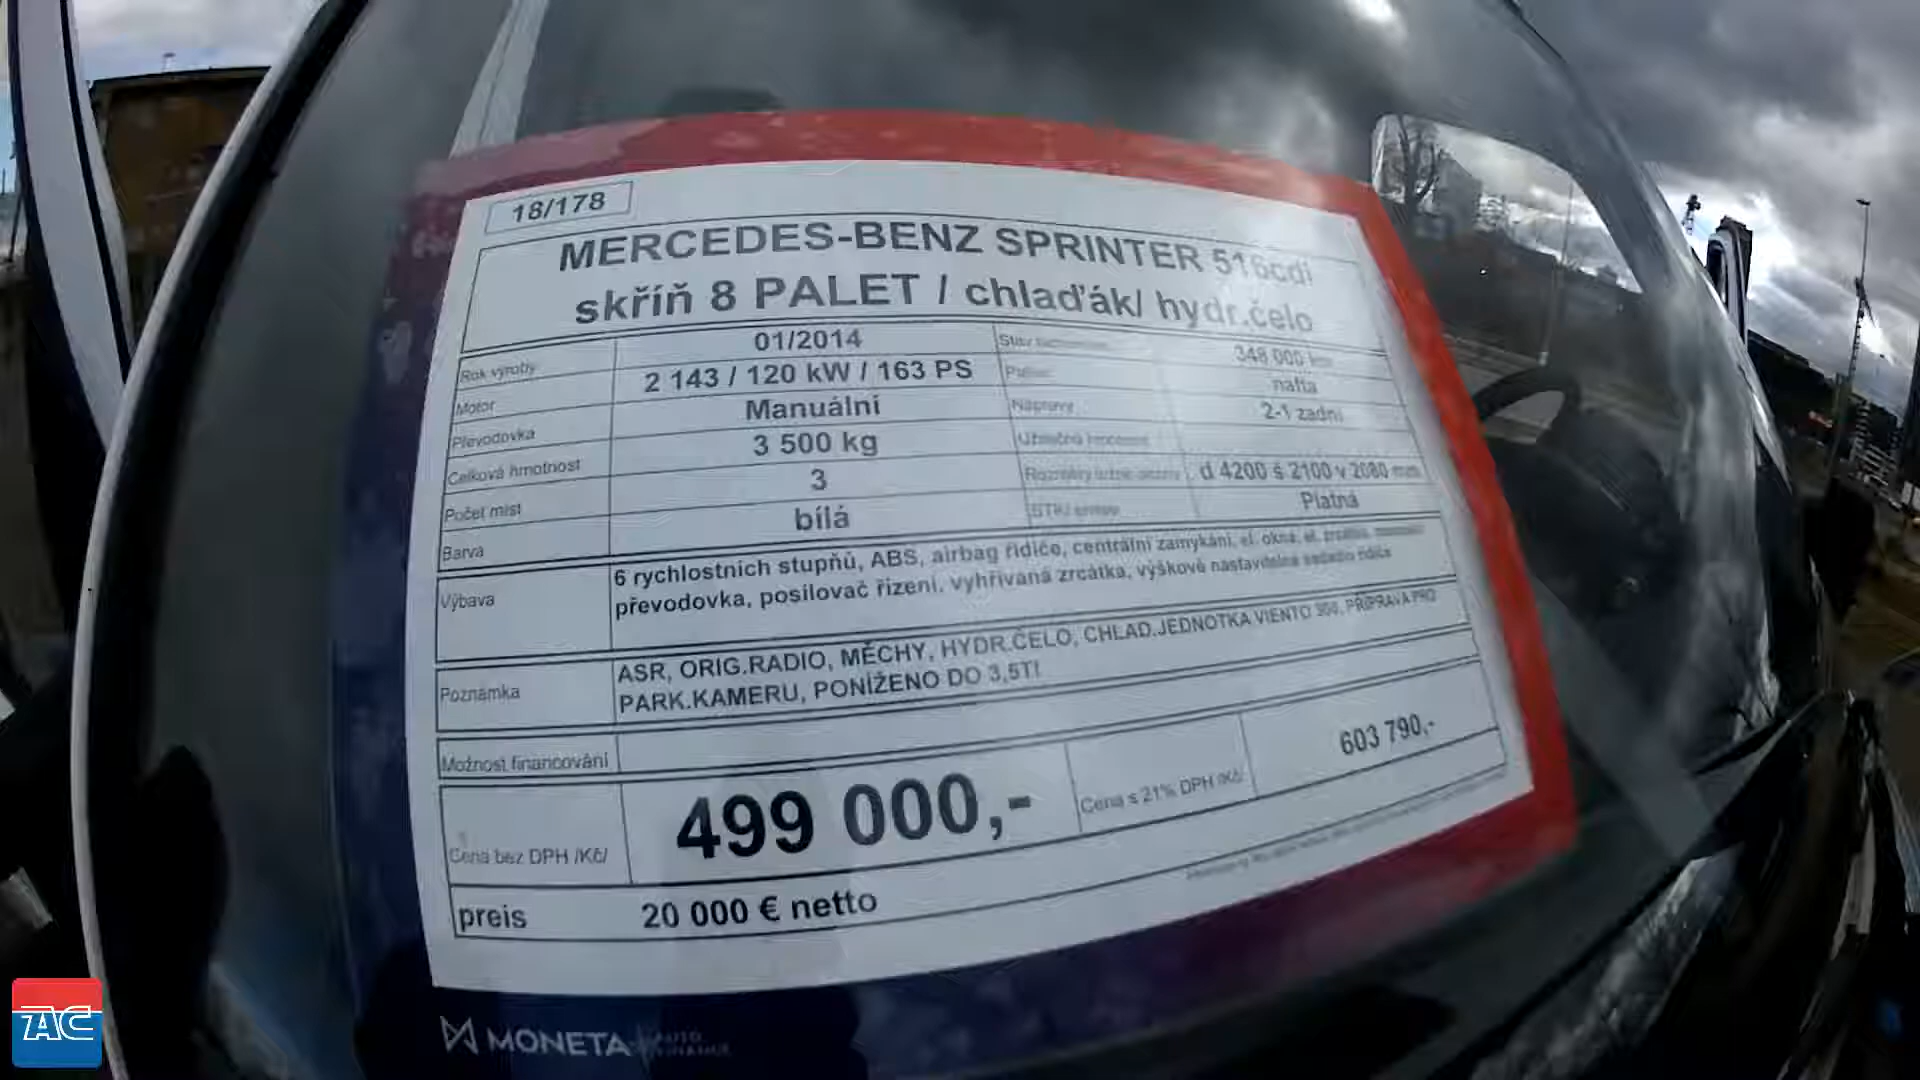 18/178
MERCEDES-BENZ SPRINTER 516cdi
skříň 8 PALET / chlaďák/ hydr.čelo
Rok výroby 01/2014 348 000 km
Motor 2 143 / 120 kW / 163 PS nafta
Převodovka Manuální Nápravy 2-1 zadní
Celková hmotnost 3 500 kg
Počet míst 3 d 4200 š 2100 v 2080 mm
Barva bílá Platná
Výbava 6 rychlostních stupňů, ABS, airbag řidiče, centrální zamykání, el. okna, el. zrcátka,
převodovka, posilovač řízení, vyhřívaná zrcátka, výškově nastavitelné sedadlo řidiče
Poznámka ASR, ORIG.RADIO, MĚCHY, HYDR.ČELO, CHLAD.JEDNOTKA VIENTO 300, PŘÍPRAVA PRO
PARK.KAMERU, PONÍŽENO DO 3,5T!
Možnost financování
Cena bez DPH /Kč/ 499 000,- Cena s 21% DPH /Kč/ 603 790,-
preis 20 000 € netto
MONETA AUTO
AC